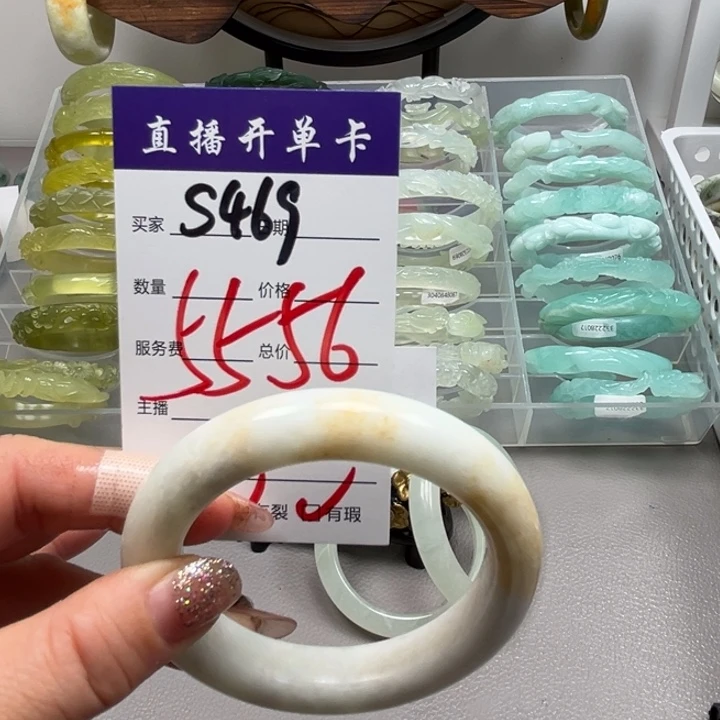 直播开单卡
买家 S469 期
数量 价格
5556
服务费 总价
主播
裂 有瑕